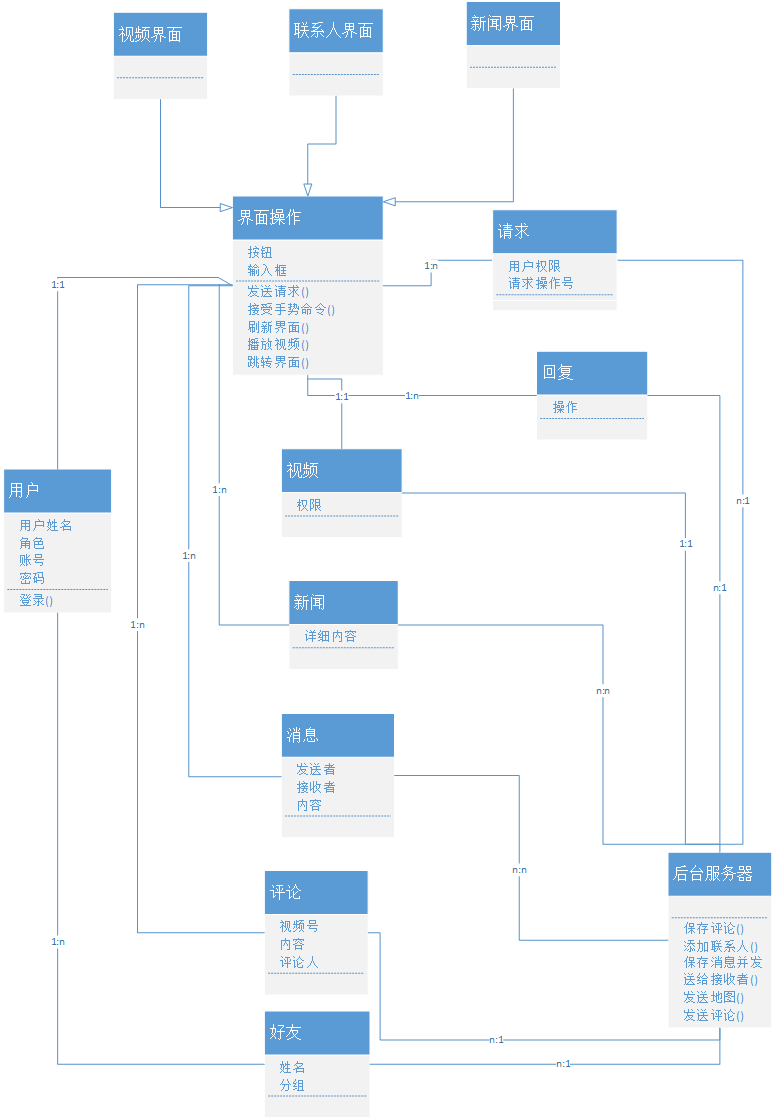 视频界面
联系人界面
新闻界面
界面操作
按钮
输入框
发送请求()
接受手势命令()
刷新界面()
播放视频()
跳转界面()
请求
用户权限
请求操作号
1:n
1:1
回复
操作
1:1
1:n
视频
权限
用户
用户姓名
角色
账号
密码
登录()
1:n
n:1
1:n
1:1
n:1
新闻
详细内容
1:n
n:n
消息
发送者
接收者
内容
n:n
后台服务器
保存评论()
添加联系人()
保存消息并发
送给接收者()
发送地图()
发送评论()
评论
视频号
内容
评论人
1:n
好友
姓名
分组
n:1
n:1